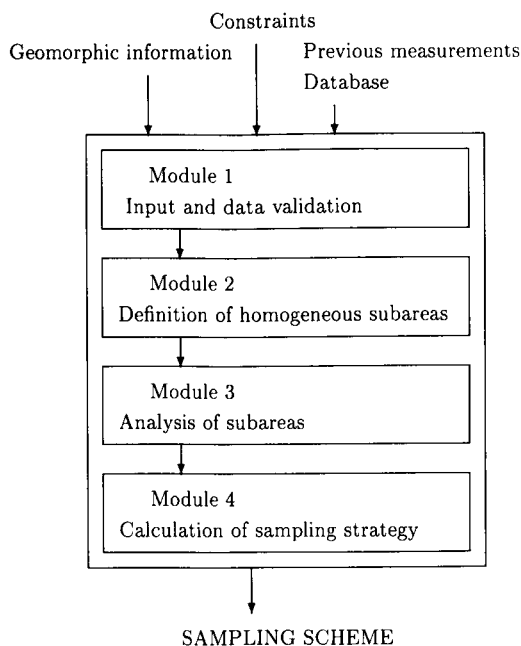 Constraints
Geomorphic information
Previous measurements
Database
Module 1
Input and data validation
Module 2
Definition of homogeneous subareas
Module 3
Analysis of subareas
Module 4
Calculation of sampling strategy
SAMPLING SCHEME